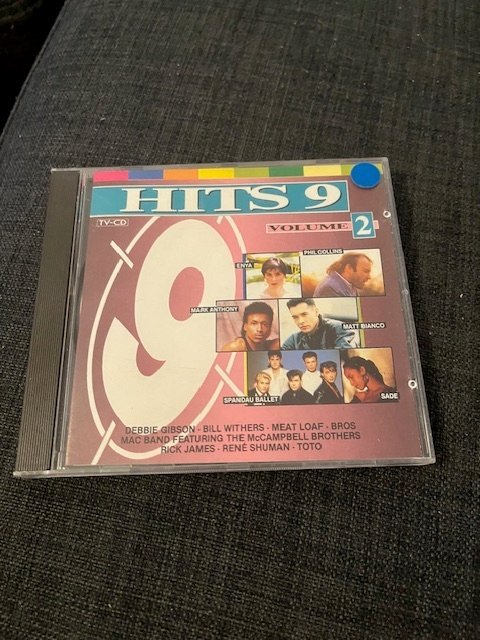 HITS 9
TV-CD
VOLUME 2
9
ENYA
PHIL COLLINS
MARK ANTHONY
MATT BIANCO
SPANDAU BALLET
SADE
DEBBIE GIBSON - BILL WITHERS - MEAT LOAF - BROS
MAC BAND FEATURING THE McCAMPBELL BROTHERS
RICK JAMES - RENÉ SHUMAN - TOTO